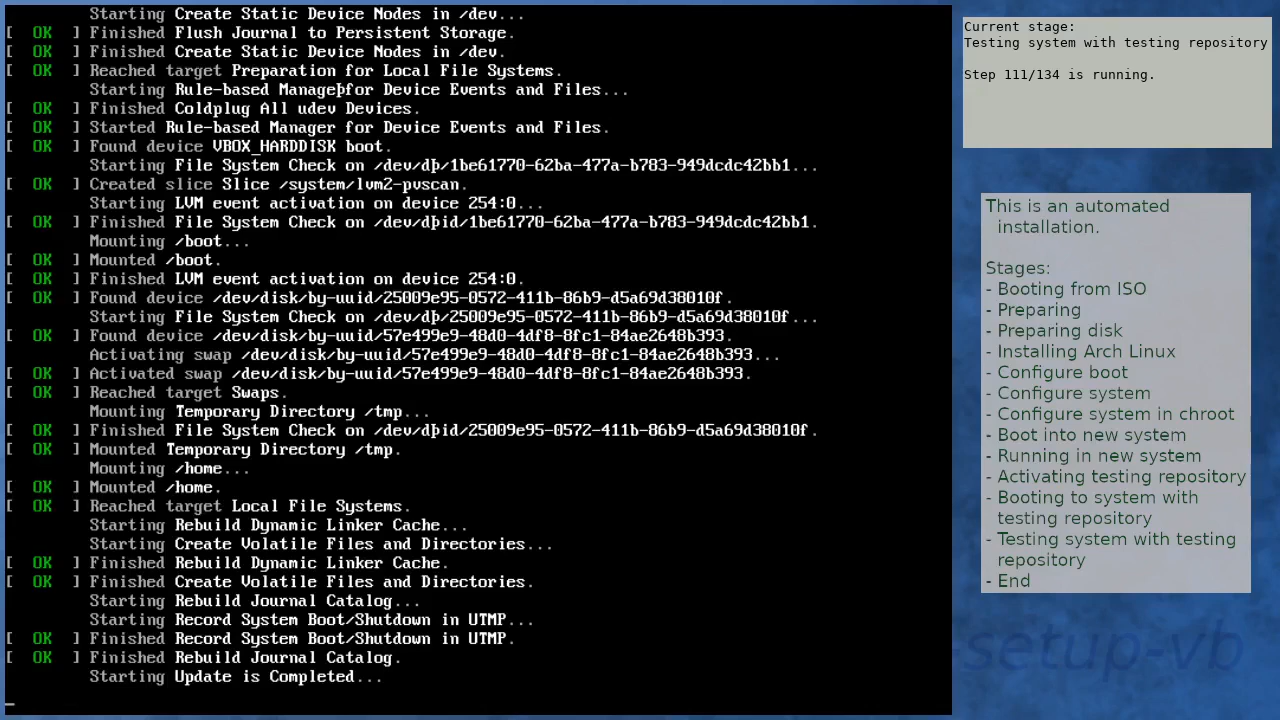 Starting Create Static Device Nodes in /dev...
[  OK  ] Finished Flush Journal to Persistent Storage.
[  OK  ] Finished Create Static Device Nodes in /dev.
[  OK  ] Reached target Preparation for Local File Systems.
Starting Rule-based Manageþfor Device Events and Files...
[  OK  ] Finished Coldplug All udev Devices.
[  OK  ] Started Rule-based Manager for Device Events and Files.
[  OK  ] Found device VBOX_HARDDISK boot.
Starting File System Check on /dev/dþ/1be61770-62ba-477a-b783-949dcdc42bb1...
[  OK  ] Created slice Slice /system/lvm2-pvscan.
Starting LVM event activation on device 254:0...
[  OK  ] Finished File System Check on /dev/dþid/1be61770-62ba-477a-b783-949dcdc42bb1.
Mounting /boot...
[  OK  ] Mounted /boot.
[  OK  ] Finished LVM event activation on device 254:0.
[  OK  ] Found device /dev/disk/by-uuid/25009e95-0572-411b-86b9-d5a69d38010f.
Starting File System Check on /dev/dþ/25009e95-0572-411b-86b9-d5a69d38010f...
[  OK  ] Found device /dev/disk/by-uuid/57e499e9-48d0-4df8-8fc1-84ae2648b393.
Activating swap /dev/disk/by-uuid/57e499e9-48d0-4df8-8fc1-84ae2648b393...
[  OK  ] Activated swap /dev/disk/by-uuid/57e499e9-48d0-4df8-8fc1-84ae2648b393.
[  OK  ] Reached target Swaps.
Mounting Temporary Directory /tmp...
[  OK  ] Finished File System Check on /dev/dþid/25009e95-0572-411b-86b9-d5a69d38010f.
[  OK  ] Mounted Temporary Directory /tmp.
Mounting /home...
[  OK  ] Mounted /home.
[  OK  ] Reached target Local File Systems.
Starting Rebuild Dynamic Linker Cache...
Starting Create Volatile Files and Directories...
[  OK  ] Finished Rebuild Dynamic Linker Cache.
[  OK  ] Finished Create Volatile Files and Directories.
Starting Rebuild Journal Catalog...
Starting Record System Boot/Shutdown in UTMP...
[  OK  ] Finished Record System Boot/Shutdown in UTMP.
[  OK  ] Finished Rebuild Journal Catalog.
Starting Update is Completed...
Current stage:
Testing system with testing repository
Step 111/134 is running.
This is an automated
installation.
Stages:
- Booting from ISO
- Preparing
- Preparing disk
- Installing Arch Linux
- Configure boot
- Configure system
- Configure system in chroot
- Boot into new system
- Running in new system
- Activating testing repository
- Booting to system with
testing repository
- Testing system with testing
repository
- End
-setup-vb